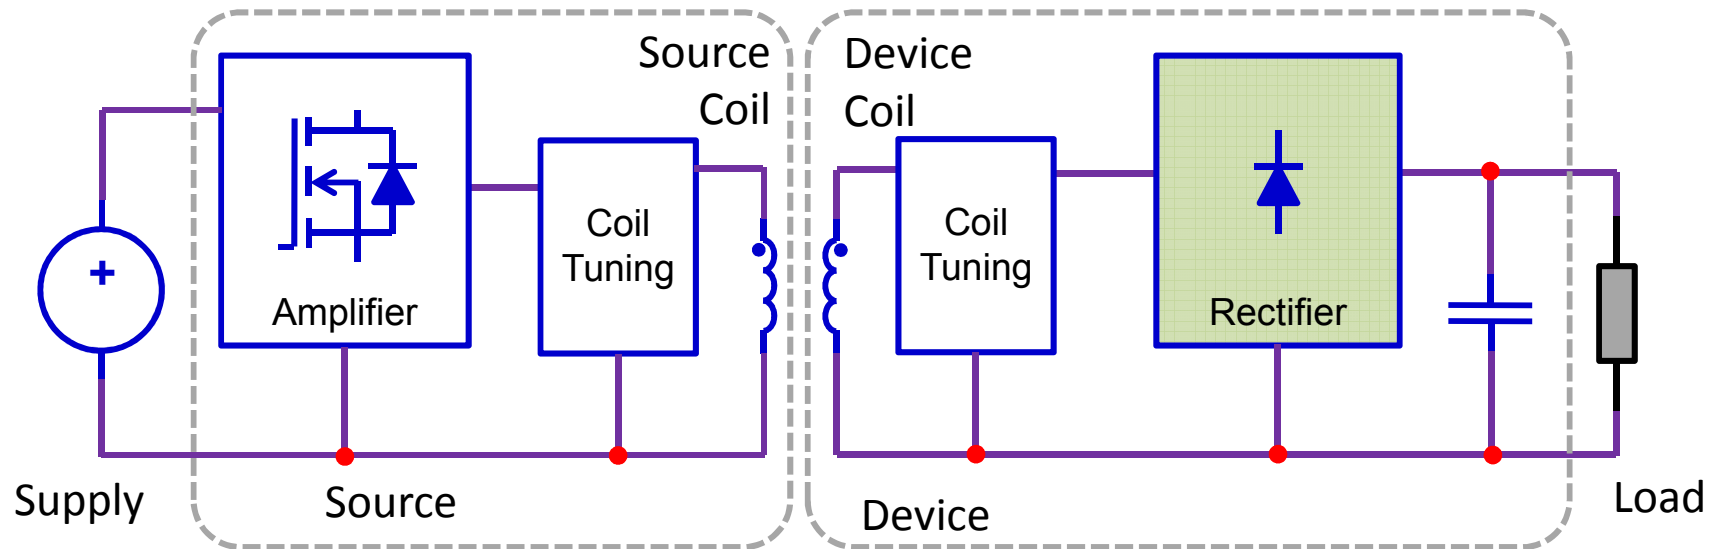 Source
Coil
Device
Coil
+
Amplifier
Coil
Tuning
Coil
Tuning
Rectifier
Supply
Source
Device
Load